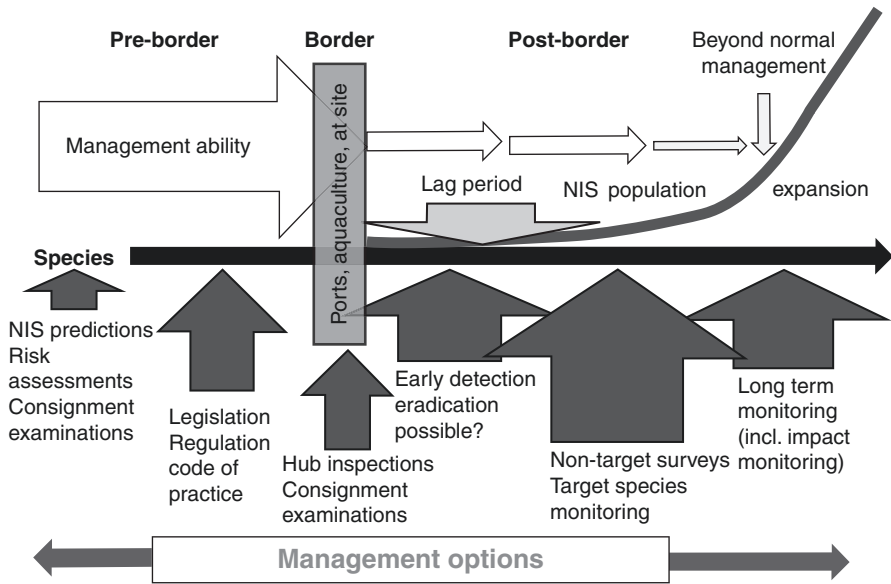 Pre-border
Border
Post-border
Beyond normal
management
Management ability
Ports, aquaculture, at site
Lag period
NIS population
expansion
Species
NIS predictions
Risk
assessments
Consignment
examinations
Legislation
Regulation
code of
practice
Hub inspections
Consignment
examinations
Early detection
eradication
possible?
Non-target surveys
Target species
monitoring
Long term
monitoring
(incl. impact
monitoring)
Management options